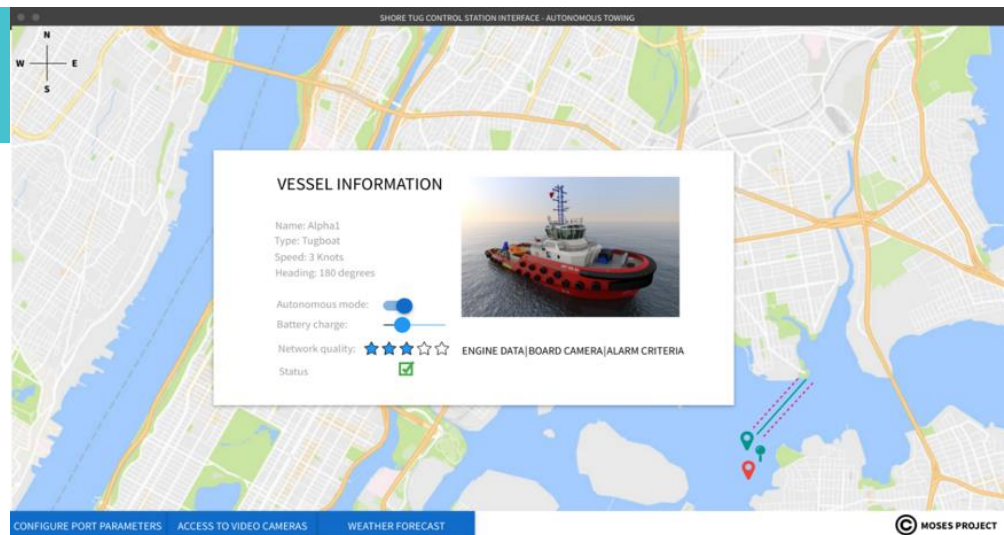 SHORE TUG CONTROL STATION INTERFACE - AUTONOMOUS TOWING
N
W E
S
VESSEL INFORMATION
Name: Alpha1
Type: Tugboat
Speed: 3 Knots
Heading: 180 degrees
Autonomous mode:
Battery charge:
Network quality:
ENGINE DATA|BOARD CAMERA|ALARM CRITERIA
Status
CONFIGURE PORT PARAMETERS ACCESS TO VIDEO CAMERAS WEATHER FORECAST
© MOSES PROJECT